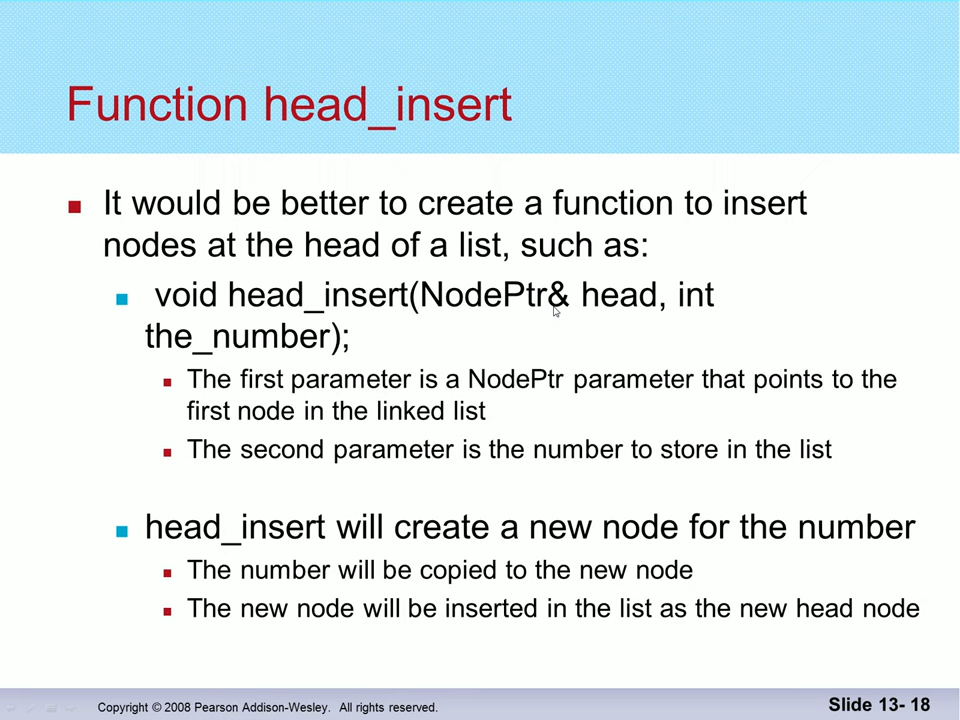 Function head_insert
It would be better to create a function to insert
nodes at the head of a list, such as:
void head_insert(NodePtr& head, int
the_number);
The first parameter is a NodePtr parameter that points to the
first node in the linked list
The second parameter is the number to store in the list
head_insert will create a new node for the number
The number will be copied to the new node
The new node will be inserted in the list as the new head node
Copyright © 2008 Pearson Addison-Wesley. All rights reserved.
Slide 13- 18